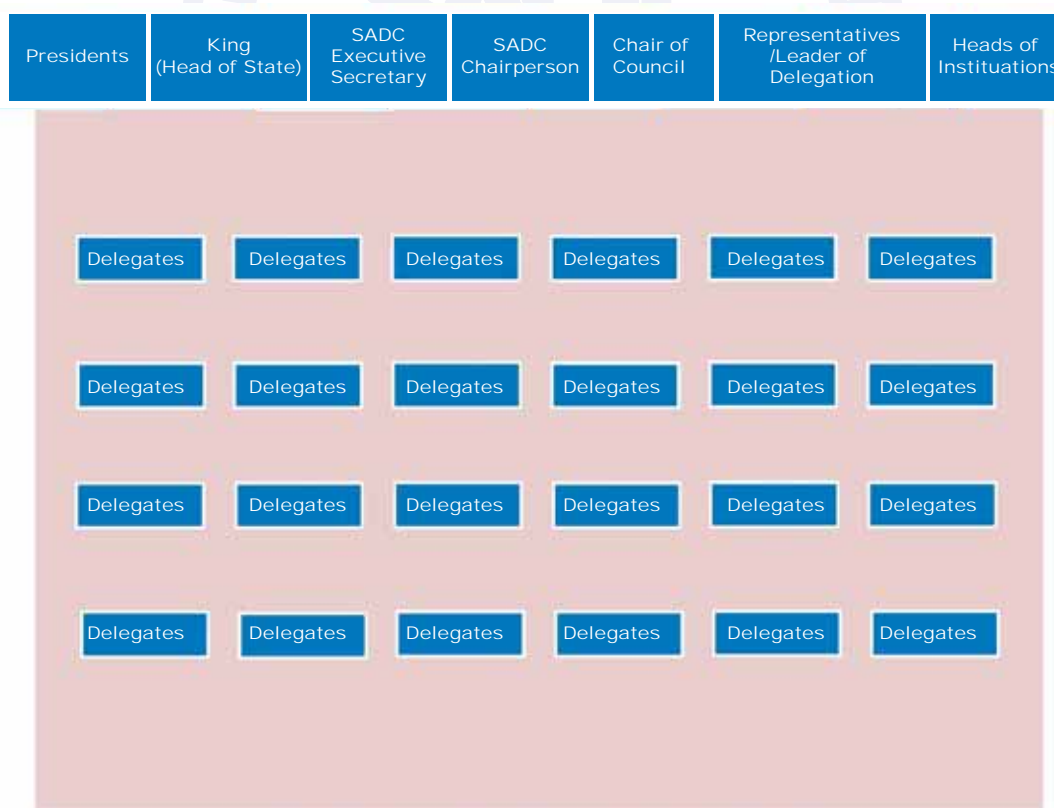 Presidents
King
(Head of State)
SADC
Executive
Secretary
SADC
Chairperson
Chair of
Council
Representatives
/Leader of
Delegation
Heads of
Instituations
Delegates Delegates Delegates Delegates Delegates Delegates
Delegates Delegates Delegates Delegates Delegates Delegates
Delegates Delegates Delegates Delegates Delegates Delegates
Delegates Delegates Delegates Delegates Delegates Delegates